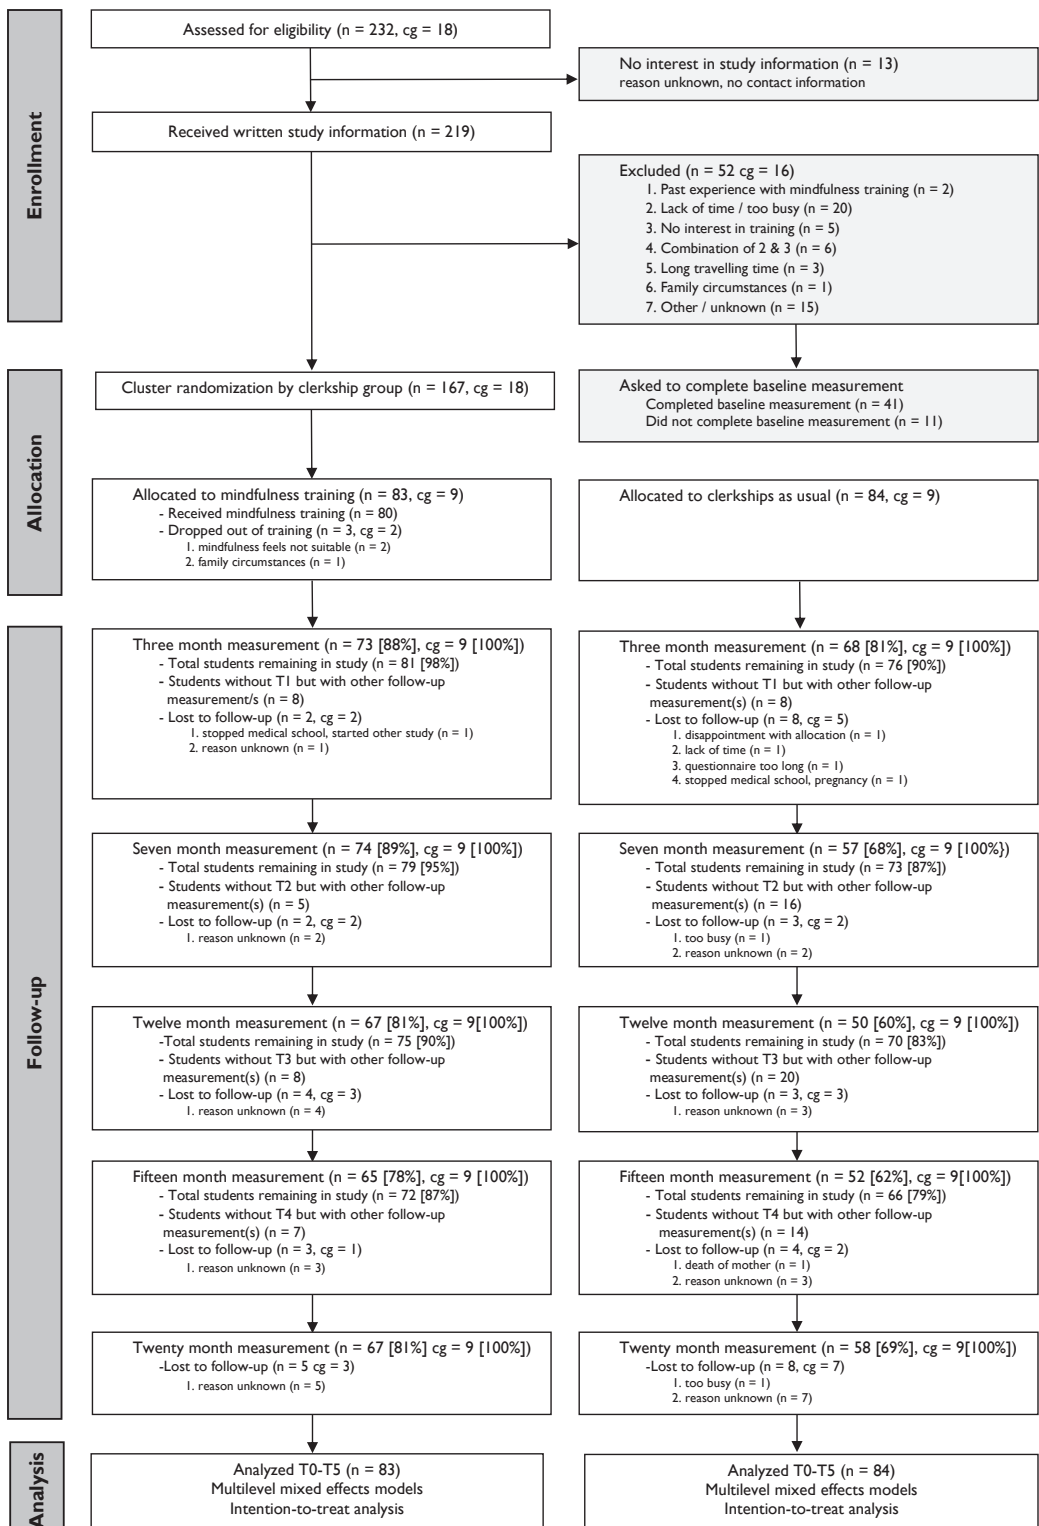 Enrollment
Assessed for eligibility (n = 232, cg = 18)
No interest in study information (n = 13)
reason unknown, no contact information
Received written study information (n = 219)
Excluded (n = 52 cg = 16)
1. Past experience with mindfulness training (n = 2)
2. Lack of time / too busy (n = 20)
3. No interest in training (n = 5)
4. Combination of 2 & 3 (n = 6)
5. Long travelling time (n = 3)
6. Family circumstances (n = 1)
7. Other / unknown (n = 15)
Allocation
Cluster randomization by clerkship group (n = 167, cg = 18)
Asked to complete baseline measurement
Completed baseline measurement (n = 41)
Did not complete baseline measurement (n = 11)
Allocated to mindfulness training (n = 83, cg = 9)
- Received mindfulness training (n = 80)
- Dropped out of training (n = 3, cg = 2)
1. mindfulness feels not suitable (n = 2)
2. family circumstances (n = 1)
Allocated to clerkships as usual (n = 84, cg = 9)
Follow-up
Three month measurement (n = 73 [88%], cg = 9 [100%])
- Total students remaining in study (n = 81 [98%])
- Students without T1 but with other follow-up
measurement/s (n = 8)
- Lost to follow-up (n = 2, cg = 2)
1. stopped medical school, started other study (n = 1)
2. reason unknown (n = 1)
Three month measurement (n = 68 [81%], cg = 9 [100%])
- Total students remaining in study (n = 76 [90%])
- Students without T1 but with other follow-up
measurement(s) (n = 8)
- Lost to follow-up (n = 8, cg = 5)
1. disappointment with allocation (n = 1)
2. lack of time (n = 1)
3. questionnaire too long (n = 1)
4. stopped medical school, pregnancy (n = 1)
Seven month measurement (n = 74 [89%], cg = 9 [100%])
- Total students remaining in study (n = 79 [95%])
- Students without T2 but with other follow-up
measurement(s) (n = 5)
- Lost to follow-up (n = 2, cg = 2)
1. reason unknown (n = 2)
Seven month measurement (n = 57 [68%], cg = 9 [100%})
- Total students remaining in study (n = 73 [87%])
- Students without T2 but with other follow-up
measurement(s) (n = 16)
- Lost to follow-up (n = 3, cg = 2)
1. too busy (n = 1)
2. reason unknown (n = 2)
Twelve month measurement (n = 67 [81%], cg = 9[100%])
-Total students remaining in study (n = 75 [90%])
- Students without T3 but with other follow-up
measurement(s) (n = 8)
- Lost to follow-up (n = 4, cg = 3)
1. reason unknown (n = 4)
Twelve month measurement (n = 50 [60%], cg = 9 [100%])
- Total students remaining in study (n = 70 [83%])
- Students without T3 but with other follow-up
measurement(s) (n = 20)
- Lost to follow-up (n = 3, cg = 3)
1. reason unknown (n = 3)
Fifteen month measurement (n = 65 [78%], cg = 9 [100%])
- Total students remaining in study (n = 72 [87%])
- Students without T4 but with other follow-up
measurement(s) (n = 7)
- Lost to follow-up (n = 3, cg = 1)
1. reason unknown (n = 3)
Fifteen month measurement (n = 52 [62%], cg = 9[100%])
- Total students remaining in study (n = 66 [79%])
- Students without T4 but with other follow-up
measurement(s) (n = 14)
- Lost to follow-up (n = 4, cg = 2)
1. death of mother (n = 1)
2. reason unknown (n = 3)
Twenty month measurement (n = 67 [81%] cg = 9 [100%])
-Lost to follow-up (n = 5 cg = 3)
1. reason unknown (n = 5)
Twenty month measurement (n = 58 [69%], cg = 9[100%])
-Lost to follow-up (n = 8, cg = 7)
1. too busy (n = 1)
2. reason unknown (n = 7)
Analysis
Analyzed T0-T5 (n = 83)
Multilevel mixed effects models
Intention-to-treat analysis
Analyzed T0-T5 (n = 84)
Multilevel mixed effects models
Intention-to-treat analysis